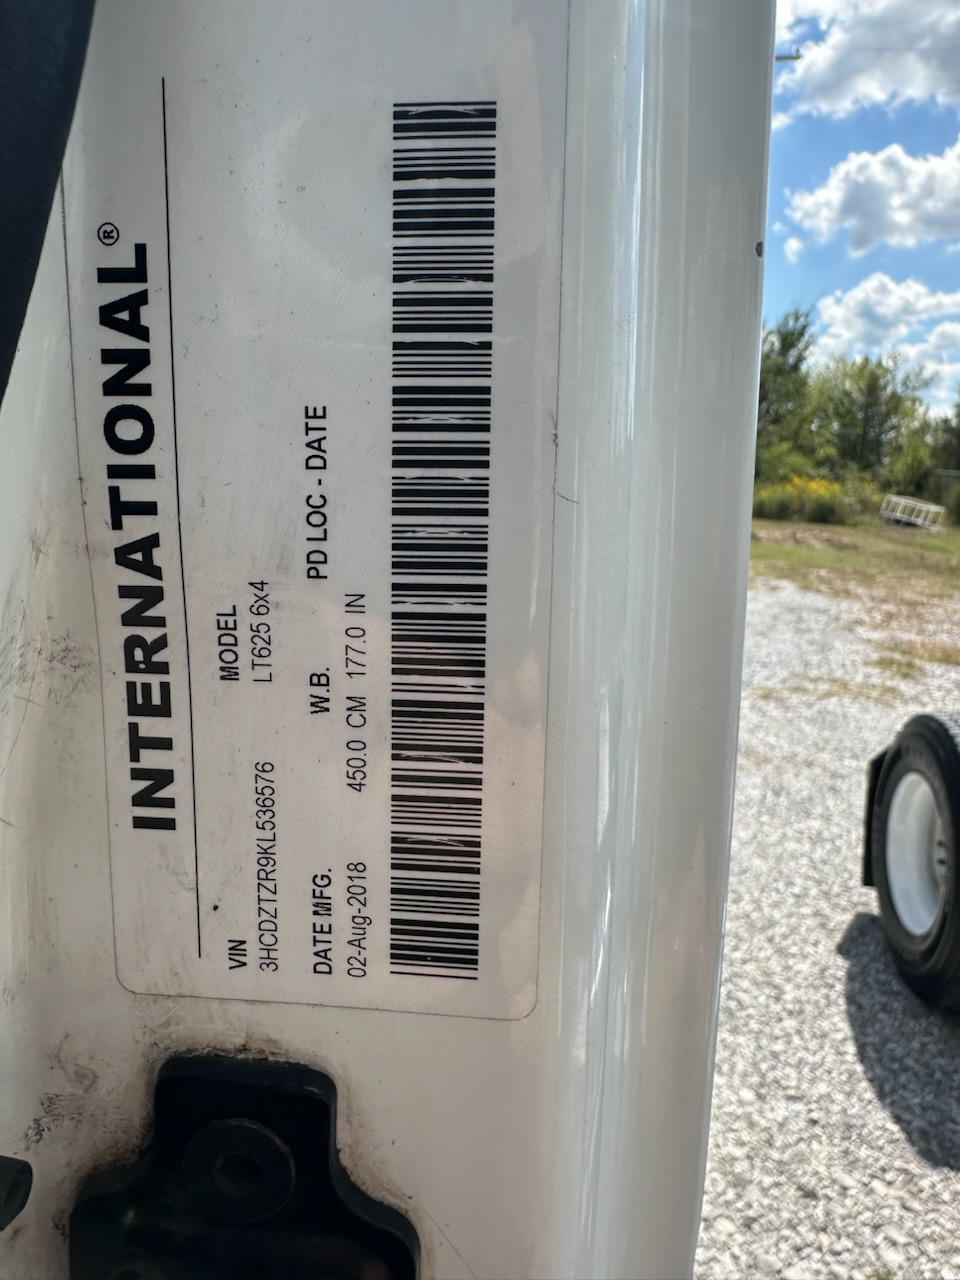 INTERNATIONAL®
VIN MODEL
3HCDZTZR9KL536576 LT625 6x4
DATE MFG. W.B. PD LOC - DATE
02-Aug-2018 450.0 CM 177.0 IN